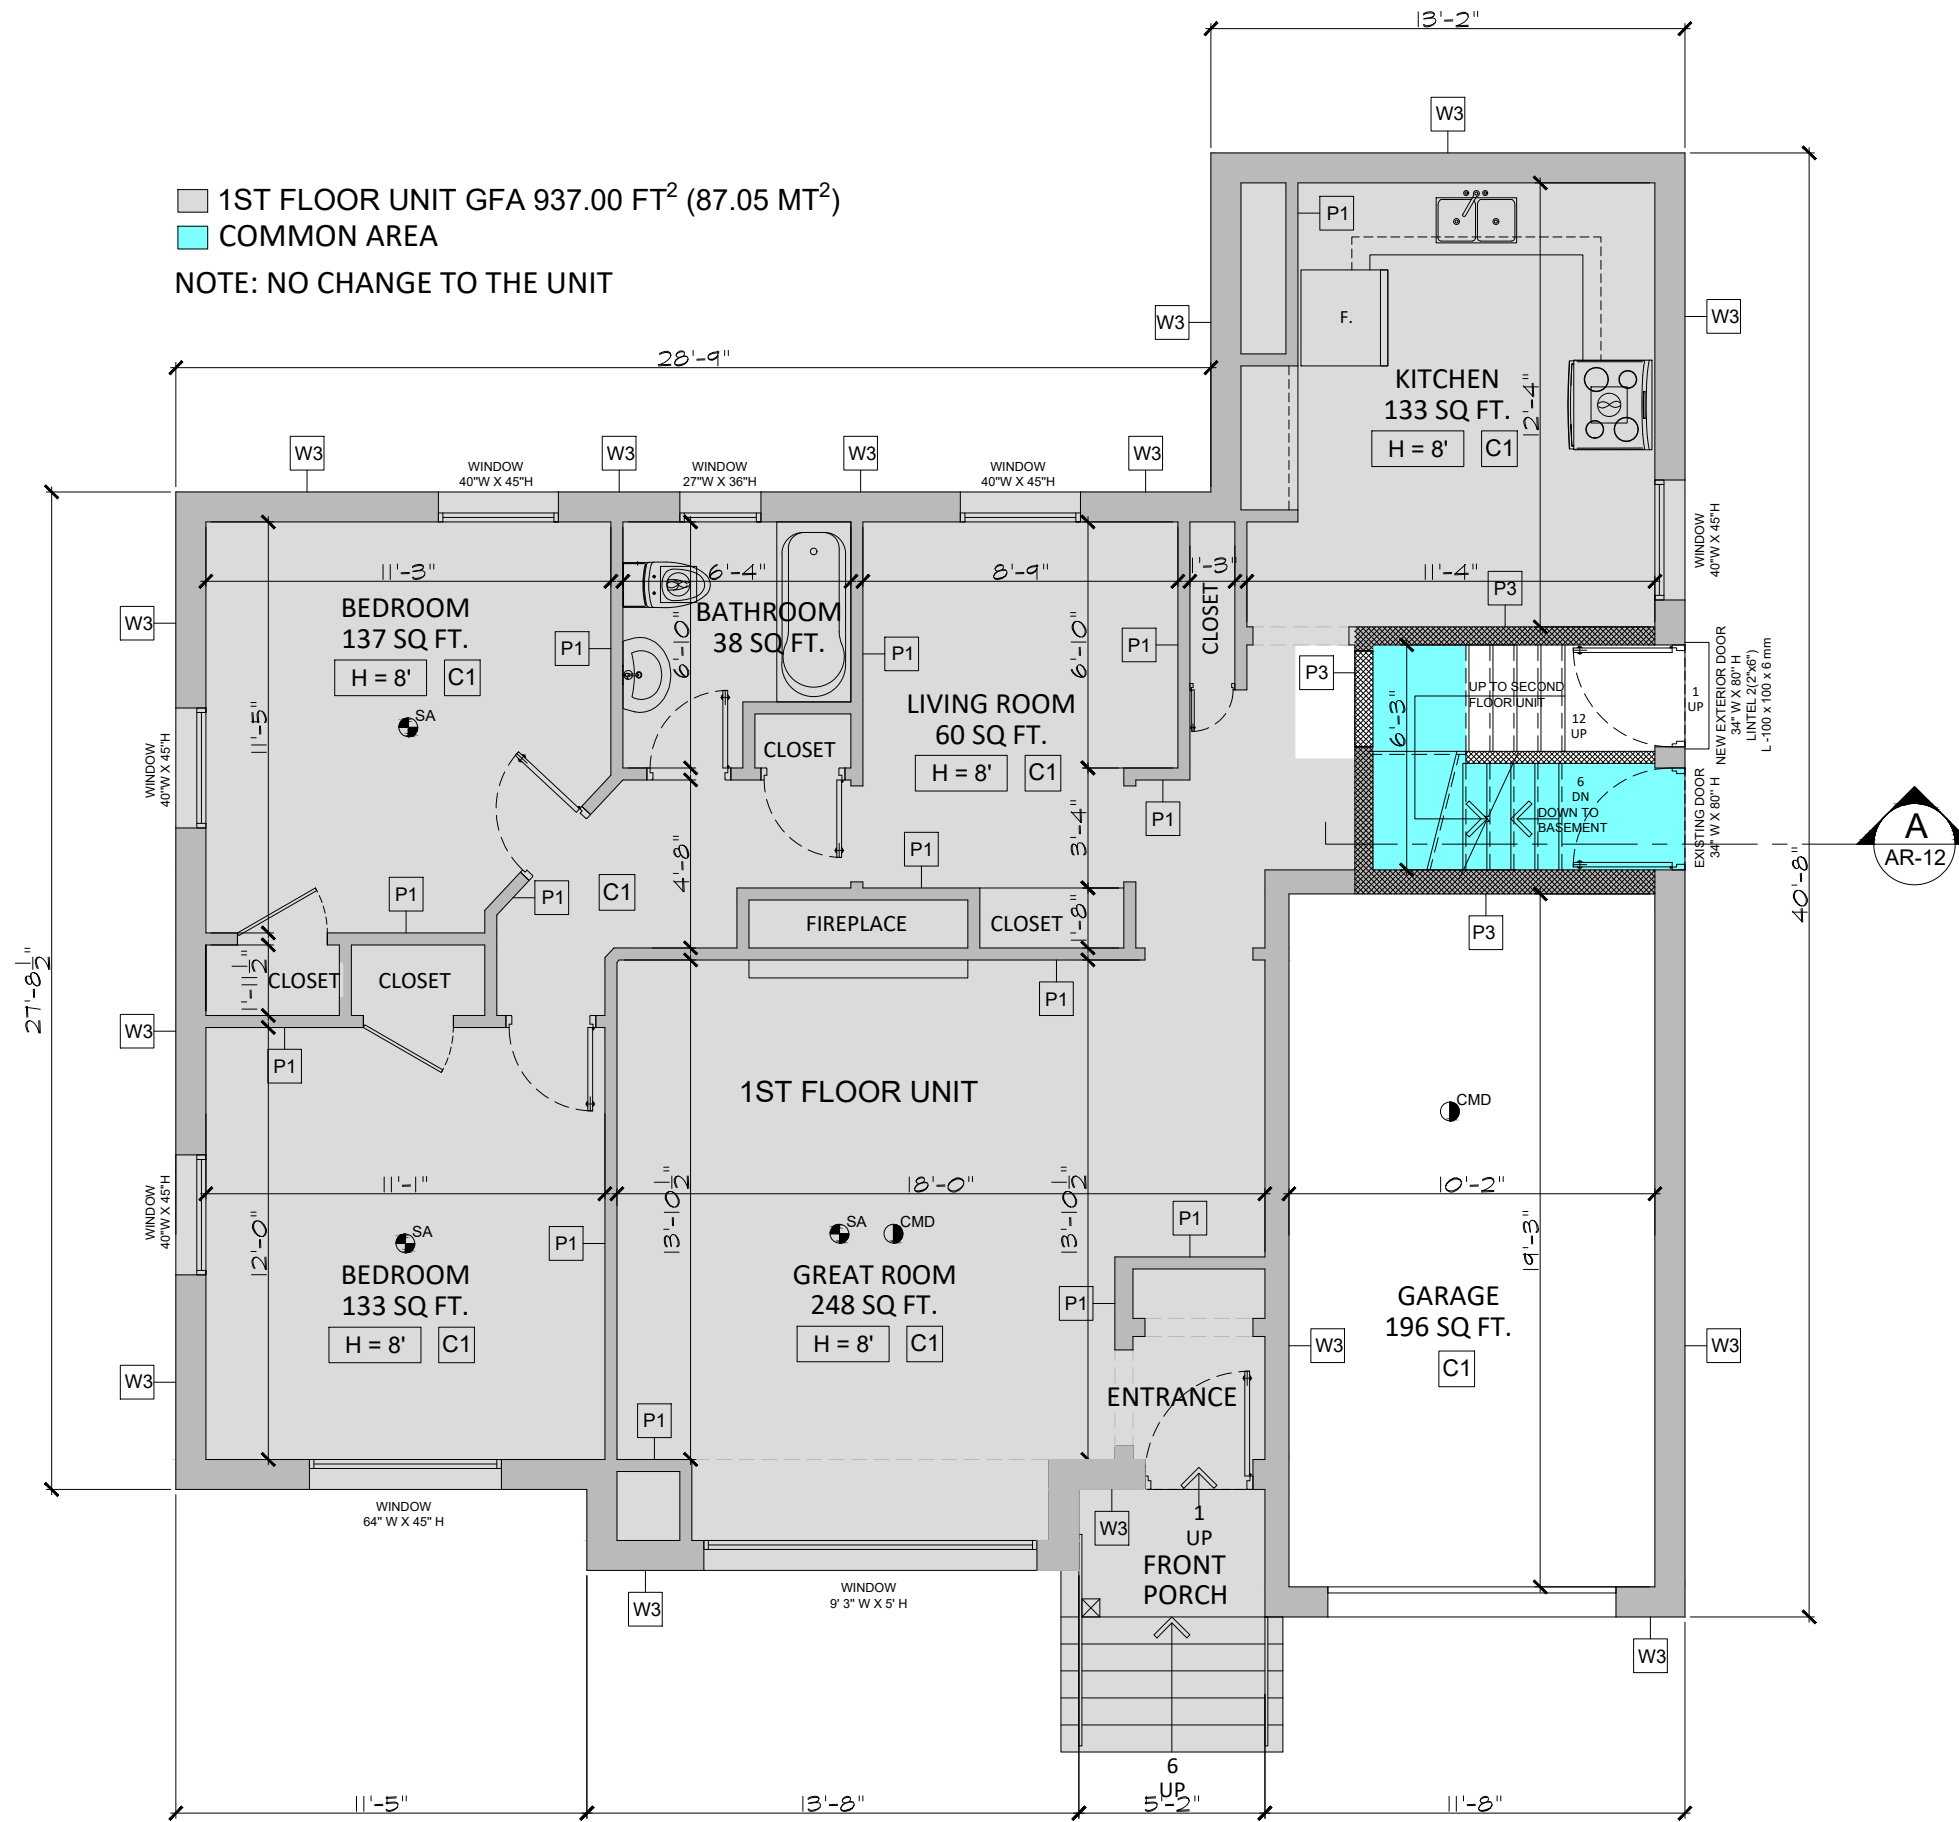 13'-2"
W3
1ST FLOOR UNIT GFA 937.00 FT2 (87.05 MT2)
COMMON AREA
NOTE: NO CHANGE TO THE UNIT
P1
W3
F.
W3
28'-9"
KITCHEN
133 SQ FT.
H = 8' C1
12'-4"
W3
WINDOW
40"W X 45"H
W3
WINDOW
27"W X 36"H
W3
WINDOW
40"W X 45"H
W3
WINDOW
40"W X 45"H
11'-3"
6'-4"
8'-9"
1'-3"
11'-4"
P3
BEDROOM
137 SQ FT.
H = 8' C1
SA
W3
P1
BATHROOM
38 SQ FT.
6'-10"
P1
6'-10"
P1
CLOSET
P3
LIVING ROOM
60 SQ FT.
H = 8' C1
CLOSET
11'-5"
WINDOW
40"W X 45"H
6'-3"
UP TO SECOND
FLOOR UNIT
12
UP
1
UP
NEW EXTERIOR DOOR
34" W X 80" H
LINTEL 2(2"x6")
L -100 x 100 x 6 mm
6
DN
DOWN TO
BASEMENT
EXISTING DOOR
34" W X 80" H
A
AR-12
P1
4'-8"
P1
3'-4"
P1
P1
C1
FIREPLACE
CLOSET
1'-8"
P3
40'-8"
27'-8 1/2"
1'-11 1/2"
CLOSET
CLOSET
P1
W3
P1
1ST FLOOR UNIT
CMD
11'-1"
18'-0"
10'-2"
13'-10 1/2"
13'-10 1/2"
WINDOW
40"W X 45"H
12'-0"
SA
P1
SA
CMD
P1
19'-3"
BEDROOM
133 SQ FT.
H = 8' C1
GREAT R0OM
248 SQ FT.
H = 8' C1
P1
GARAGE
196 SQ FT.
C1
W3
W3
W3
ENTRANCE
P1
WINDOW
64" W X 45" H
W3
1
UP
FRONT
PORCH
WINDOW
9' 3" W X 5' H
W3
W3
6
UP
11'-5"
13'-8"
5'-2"
11'-8"